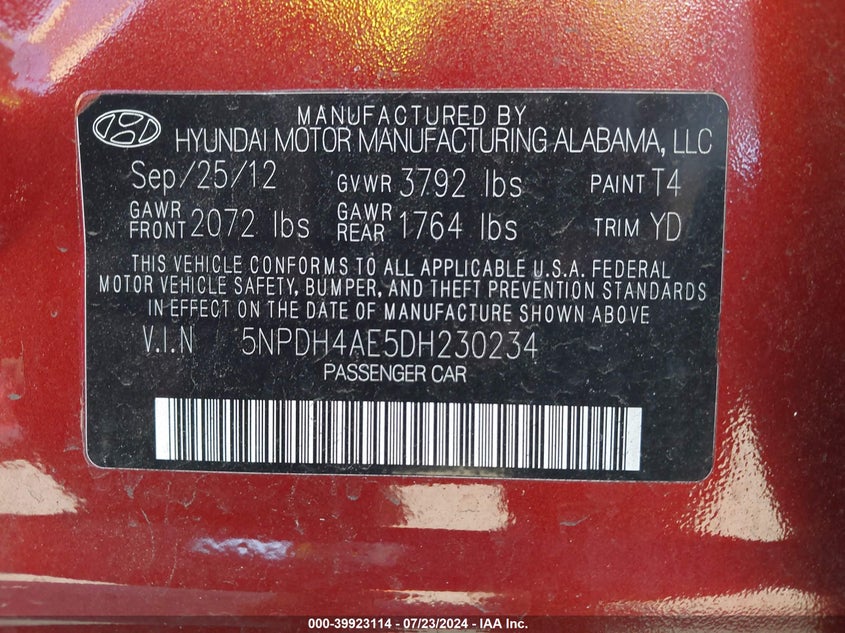 MANUFACTURED BY
HYUNDAI MOTOR MANUFACTURING ALABAMA, LLC
Sep/25/12 GVWR 3792 lbs PAINT T4
GAWR FRONT 2072 lbs GAWR REAR 1764 lbs TRIM YD
THIS VEHICLE CONFORMS TO ALL APPLICABLE U.S.A. FEDERAL
MOTOR VEHICLE SAFETY, BUMPER, AND THEFT PREVENTION STANDARDS
IN EFFECT ON THE DATE OF MANUFACTURE SHOWN ABOVE
V.I.N 5NPDH4AE5DH230234
PASSENGER CAR
000-39923114 - 07/23/2024 - IAA Inc.